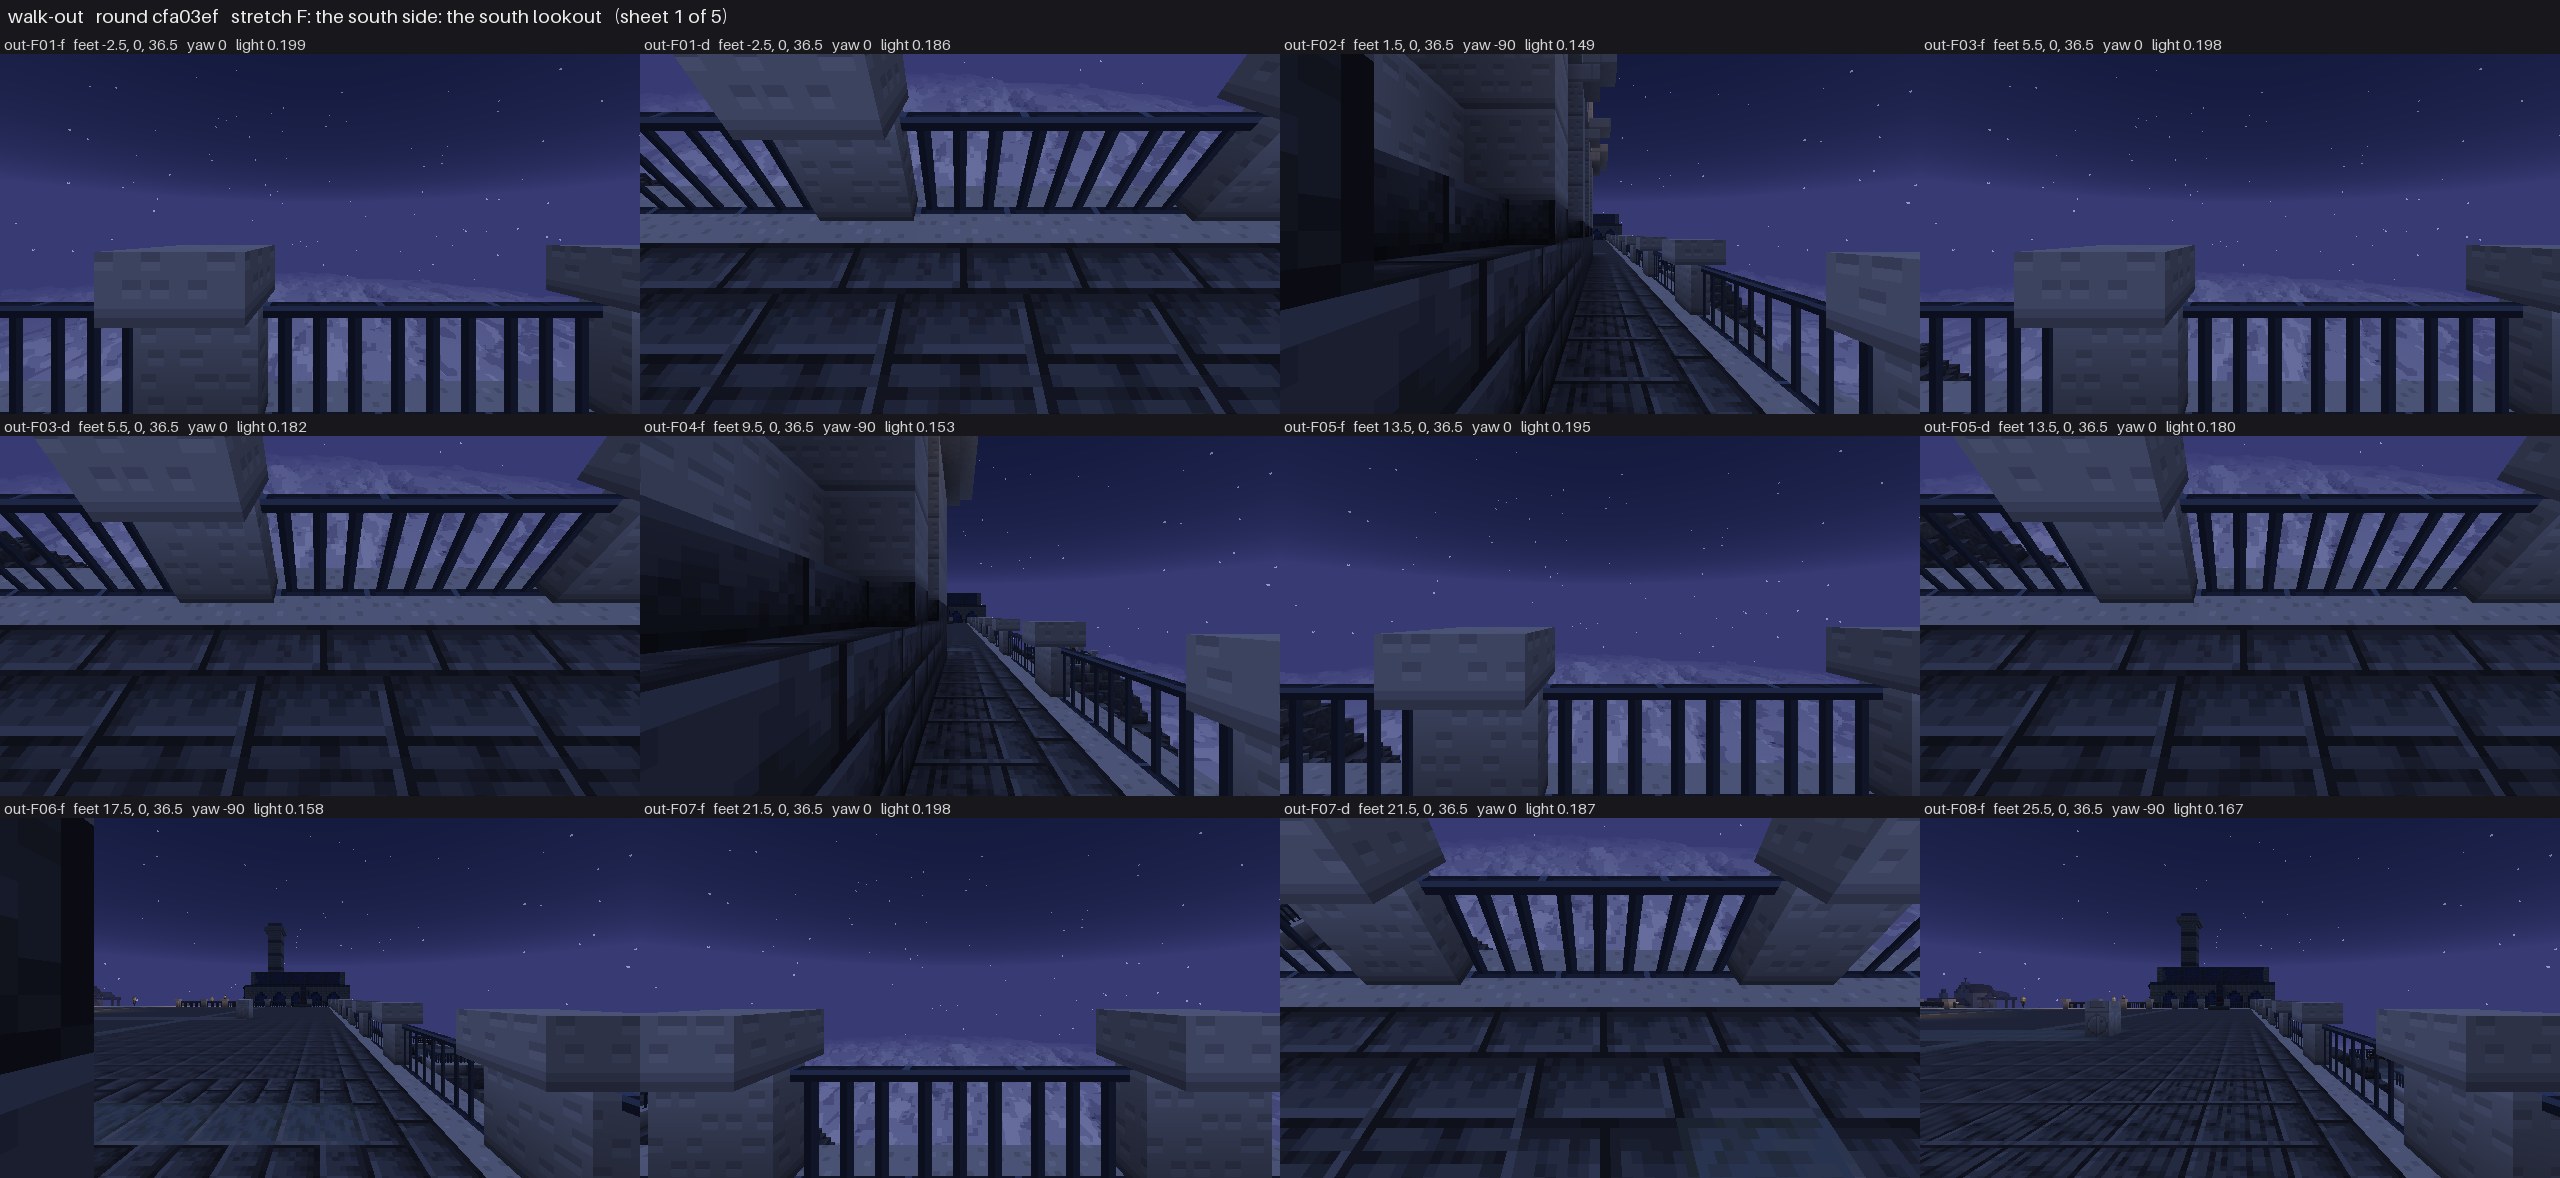 walk-out round cfa03ef stretch F: the south side: the south lookout (sheet 1 of 5)
out-F01-f feet -2.5, 0, 36.5 yaw 0 light 0.199
out-F01-d feet -2.5, 0, 36.5 yaw 0 light 0.186
out-F02-f feet 1.5, 0, 36.5 yaw -90 light 0.149
out-F03-f feet 5.5, 0, 36.5 yaw 0 light 0.198
out-F03-d feet 5.5, 0, 36.5 yaw 0 light 0.182
out-F04-f feet 9.5, 0, 36.5 yaw -90 light 0.153
out-F05-f feet 13.5, 0, 36.5 yaw 0 light 0.195
out-F05-d feet 13.5, 0, 36.5 yaw 0 light 0.180
out-F06-f feet 17.5, 0, 36.5 yaw -90 light 0.158
out-F07-f feet 21.5, 0, 36.5 yaw 0 light 0.198
out-F07-d feet 21.5, 0, 36.5 yaw 0 light 0.187
out-F08-f feet 25.5, 0, 36.5 yaw -90 light 0.167